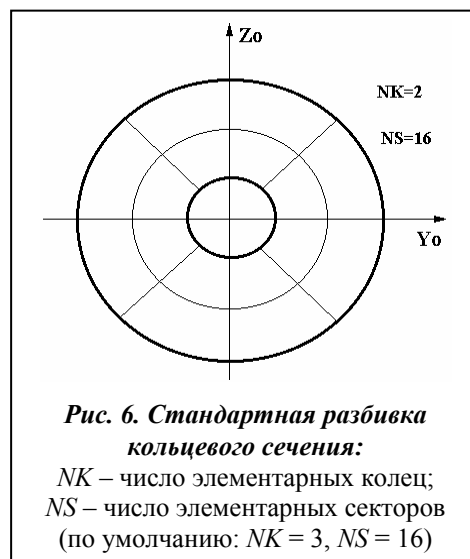 Zo
NK=2
NS=16
Yo
Рис. 6. Стандартная разбивка
кольцевого сечения:
NK – число элементарных колец;
NS – число элементарных секторов
(по умолчанию: NK = 3, NS = 16)